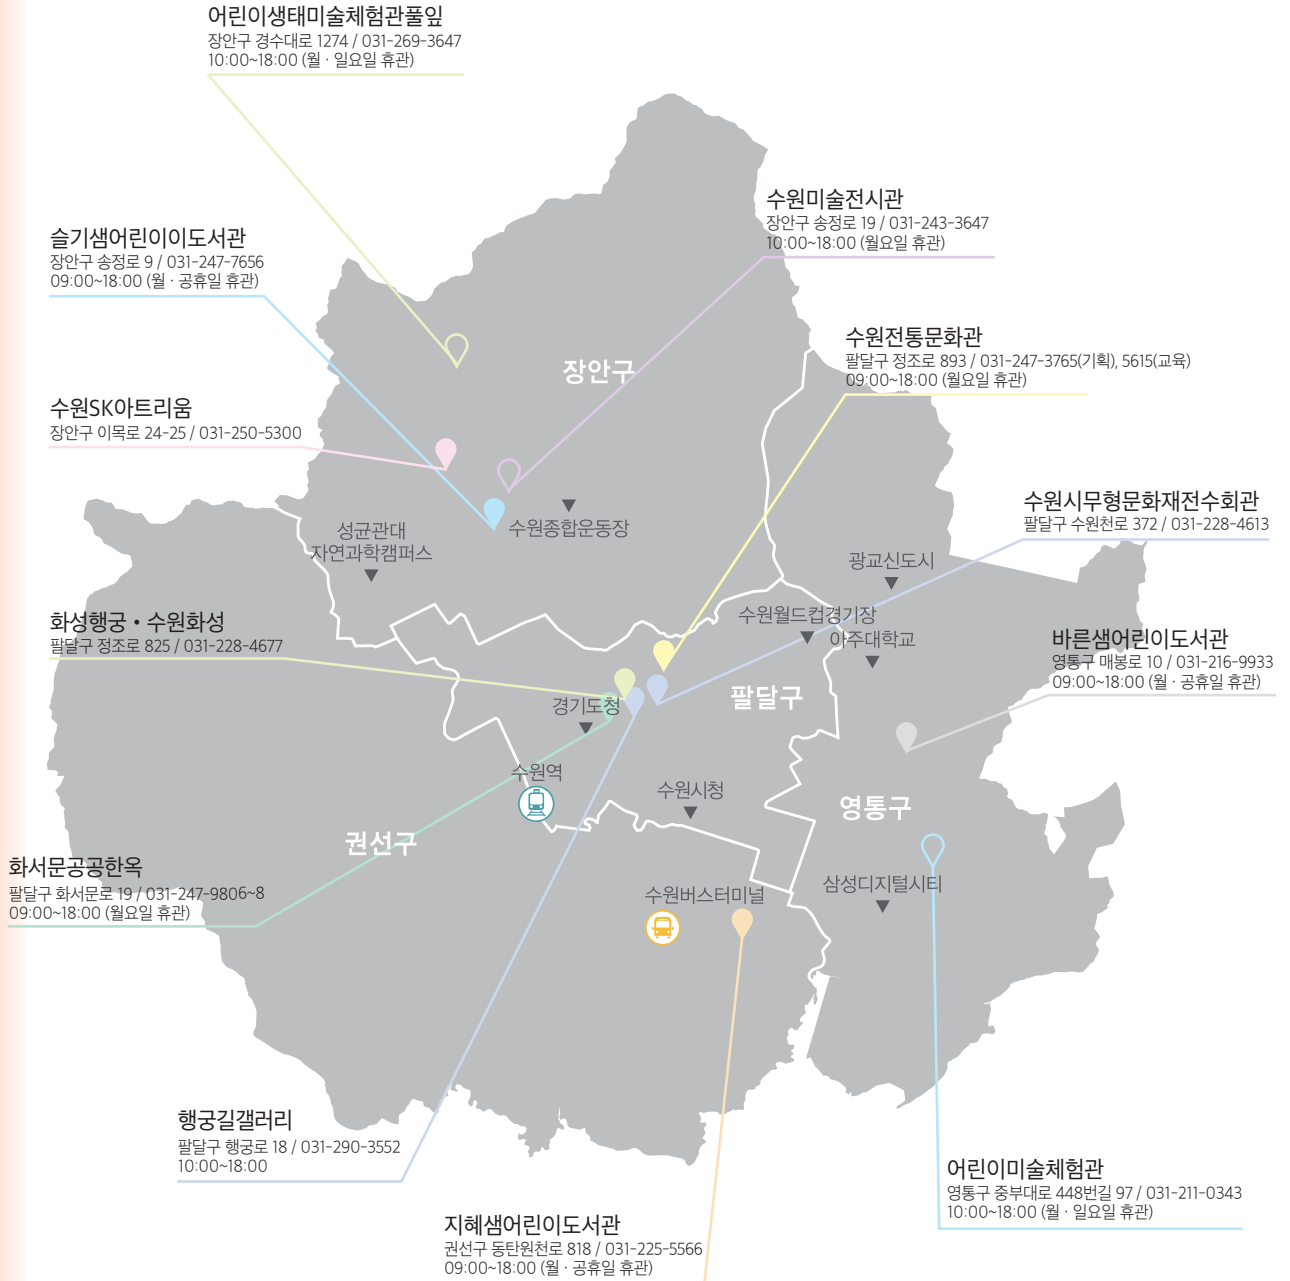 어린이생태미술체험관풀잎
장안구 경수대로 1274 / 031-269-3647
10:00~18:00 (월 · 일요일 휴관)
수원미술전시관
장안구 송정로 19 / 031-243-3647
10:00~18:00 (월요일 휴관)
슬기샘어린이이도서관
장안구 송정로 9 / 031-247-7656
09:00~18:00 (월 · 공휴일 휴관)
수원전통문화관
팔달구 정조로 893 / 031-247-3765(기획), 5615(교육)
09:00~18:00 (월요일 휴관)
장안구
수원SK아트리움
장안구 이목로 24-25 / 031-250-5300
수원시무형문화재전수회관
팔달구 수원천로 372 / 031-228-4613
성균관대
자연과학캠퍼스
수원종합운동장
광교신도시
수원월드컵경기장
아주대학교
화성행궁 • 수원화성
팔달구 정조로 825 / 031-228-4677
바른샘어린이도서관
영통구 매봉로 10 / 031-216-9933
09:00~18:00 (월 · 공휴일 휴관)
경기도청
팔달구
수원역
수원시청
영통구
권선구
화서문공공한옥
팔달구 화서문로 19 / 031-247-9806~8
09:00~18:00 (월요일 휴관)
수원버스터미널
삼성디지털시티
행궁길갤러리
팔달구 행궁로 18 / 031-290-3552
10:00~18:00
어린이미술체험관
영통구 중부대로 448번길 97 / 031-211-0343
10:00~18:00 (월 · 일요일 휴관)
지혜샘어린이도서관
권선구 동탄원천로 818 / 031-225-5566
09:00~18:00 (월 · 공휴일 휴관)